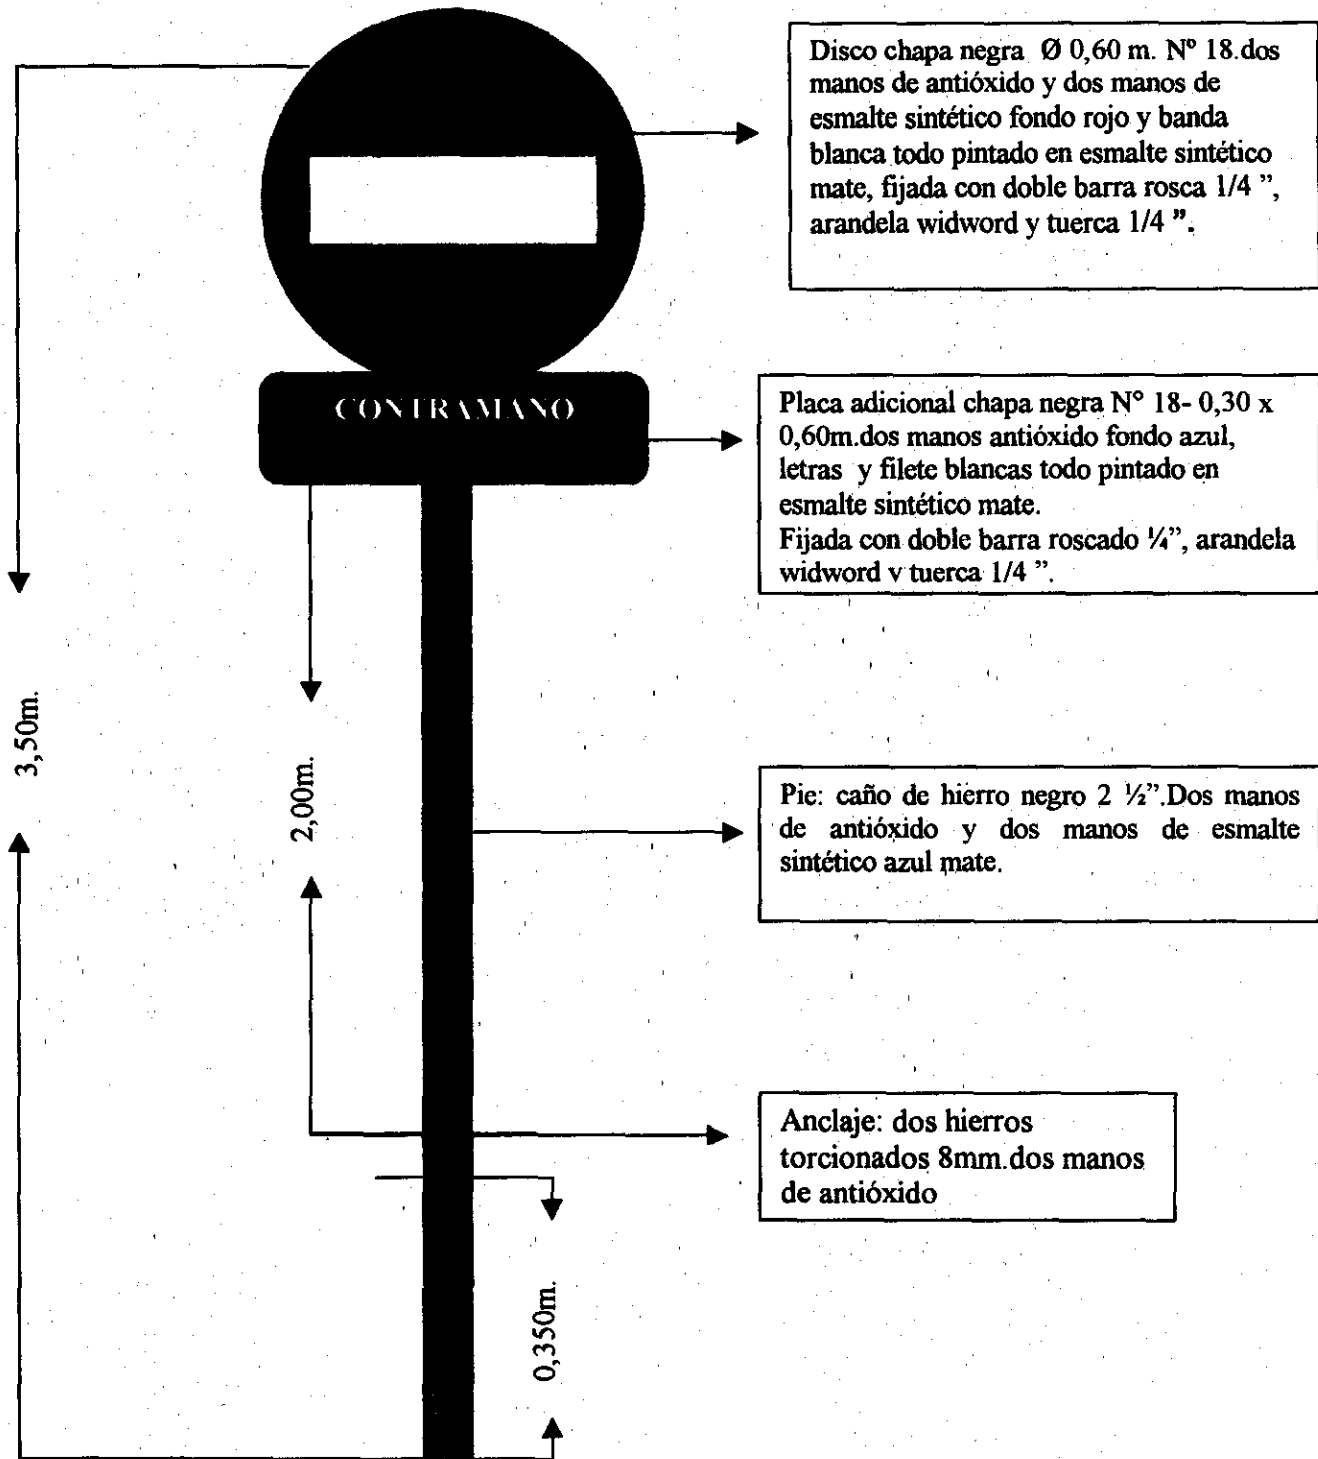 Disco chapa negra Ø 0,60 m. Nº 18.dos
manos de antióxido y dos manos de
esmalte sintético fondo rojo y banda
blanca todo pintado en esmalte sintético
mate, fijada con doble barra rosca 1/4 ”,
arandela widword y tuerca 1/4 ”.
CONTRAMANO
Placa adicional chapa negra N° 18- 0,30 x
0,60m.dos manos antióxido fondo azul,
letras y filete blancas todo pintado en
esmalte sintético mate.
Fijada con doble barra roscado ¼”, arandela
widword y tuerca 1/4 ”.
3,50m.
2,00m.
Pie: caño de hierro negro 2 ½”.Dos manos
de antióxido y dos manos de esmalte
sintético azul mate.
Anclaje: dos hierros
torcionados 8mm.dos manos
de antióxido
0,350m.